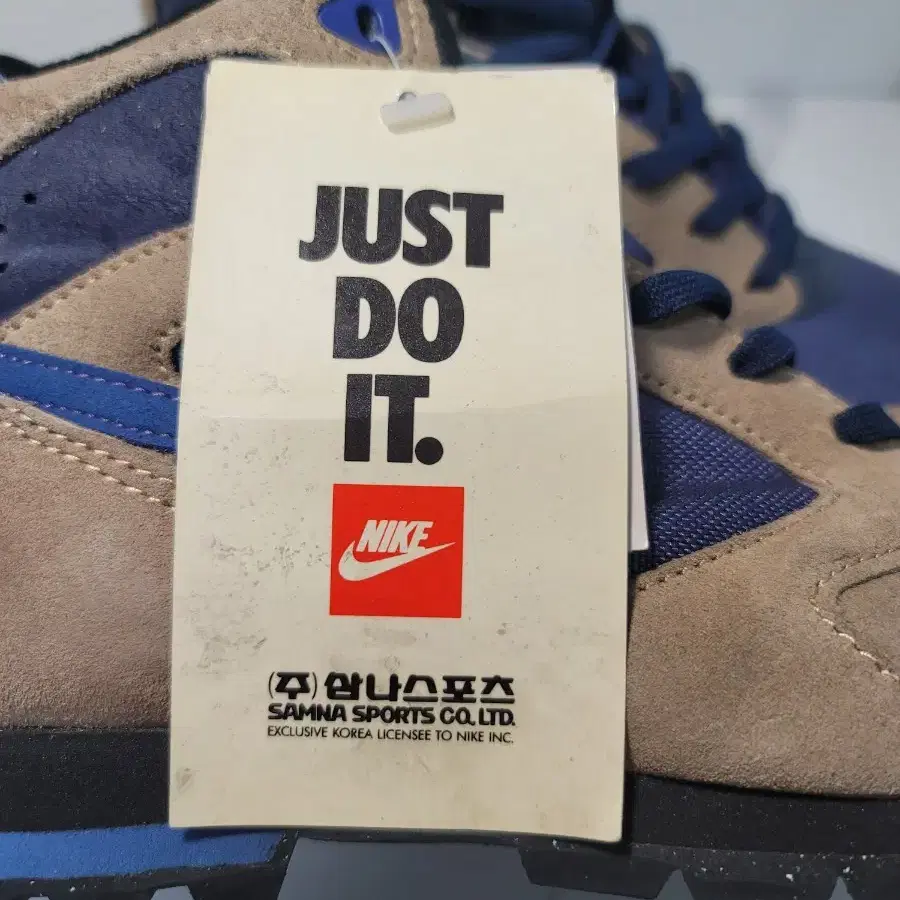 JUST
DO
IT.
NIKE
(주) 삼나스포츠
SAMNA SPORTS CO., LTD.
EXCLUSIVE KOREA LICENSEE TO NIKE INC.